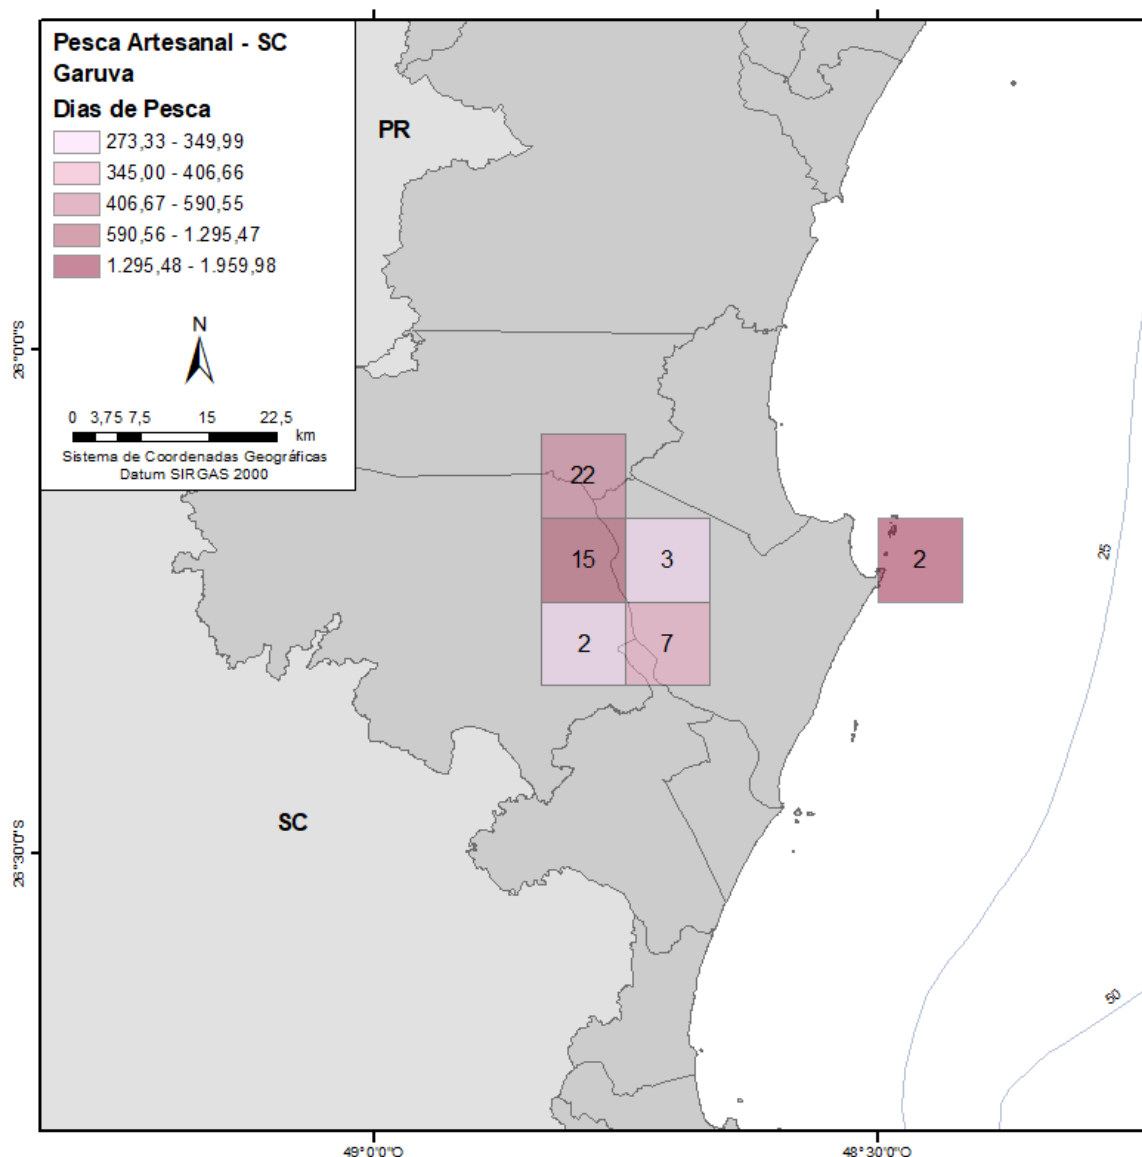 Pesca Artesanal - SC
Garuva
Dias de Pesca
273,33 - 349,99
345,00 - 406,66
406,67 - 590,55
590,56 - 1.295,47
1.295,48 - 1.959,98
N
0 3,75 7,5 15 22,5
km
Sistema de Coordenadas Geográficas
Datum SIRGAS 2000
PR
26°0'0"S
22
15
3
2
25
2
7
SC
26°30'0"S
50
49°0'0"O
48°30'0"O